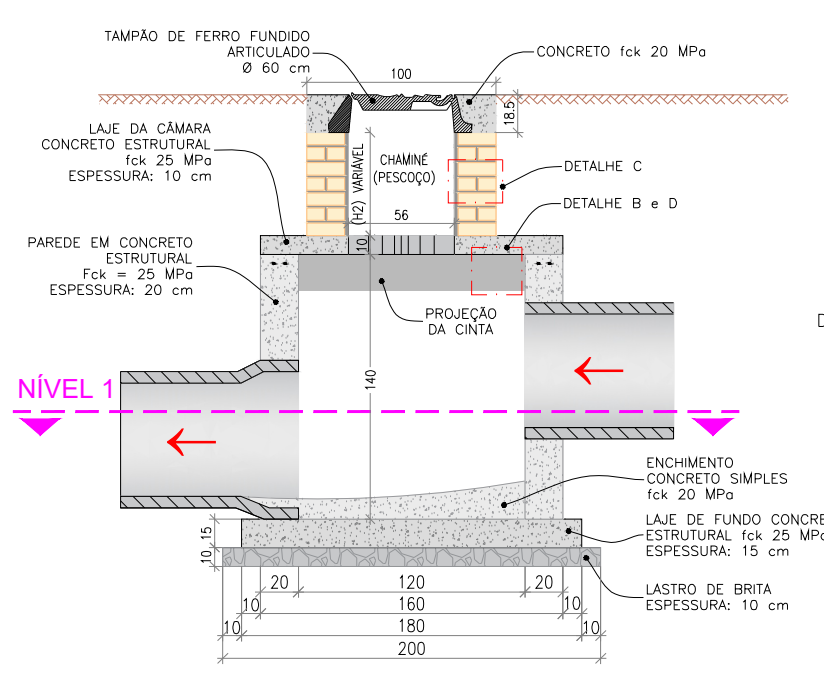 TAMPÃO DE FERRO FUNDIDO
ARTICULADO
Ø 60 cm
CONCRETO fck 20 MPa
100
18.5
LAJE DA CÂMARA
CONCRETO ESTRUTURAL
fck 25 MPa
ESPESSURA: 10 cm
(H2) VARIÁVEL
CHAMINÉ
(PESCOÇO)
DETALHE C
56
DETALHE B e D
10
PAREDE EM CONCRETO
ESTRUTURAL
Fck = 25 MPa
ESPESSURA: 20 cm
PROJEÇÃO
DA CINTA
D
140
NÍVEL 1
ENCHIMENTO
CONCRETO SIMPLES
fck 20 MPa
LAJE DE FUNDO CONCRE
ESTRUTURAL fck 25 MPa
ESPESSURA: 15 cm
15
10
LASTRO DE BRITA
ESPESSURA: 10 cm
20
120
20
10
160
10
10
180
10
200